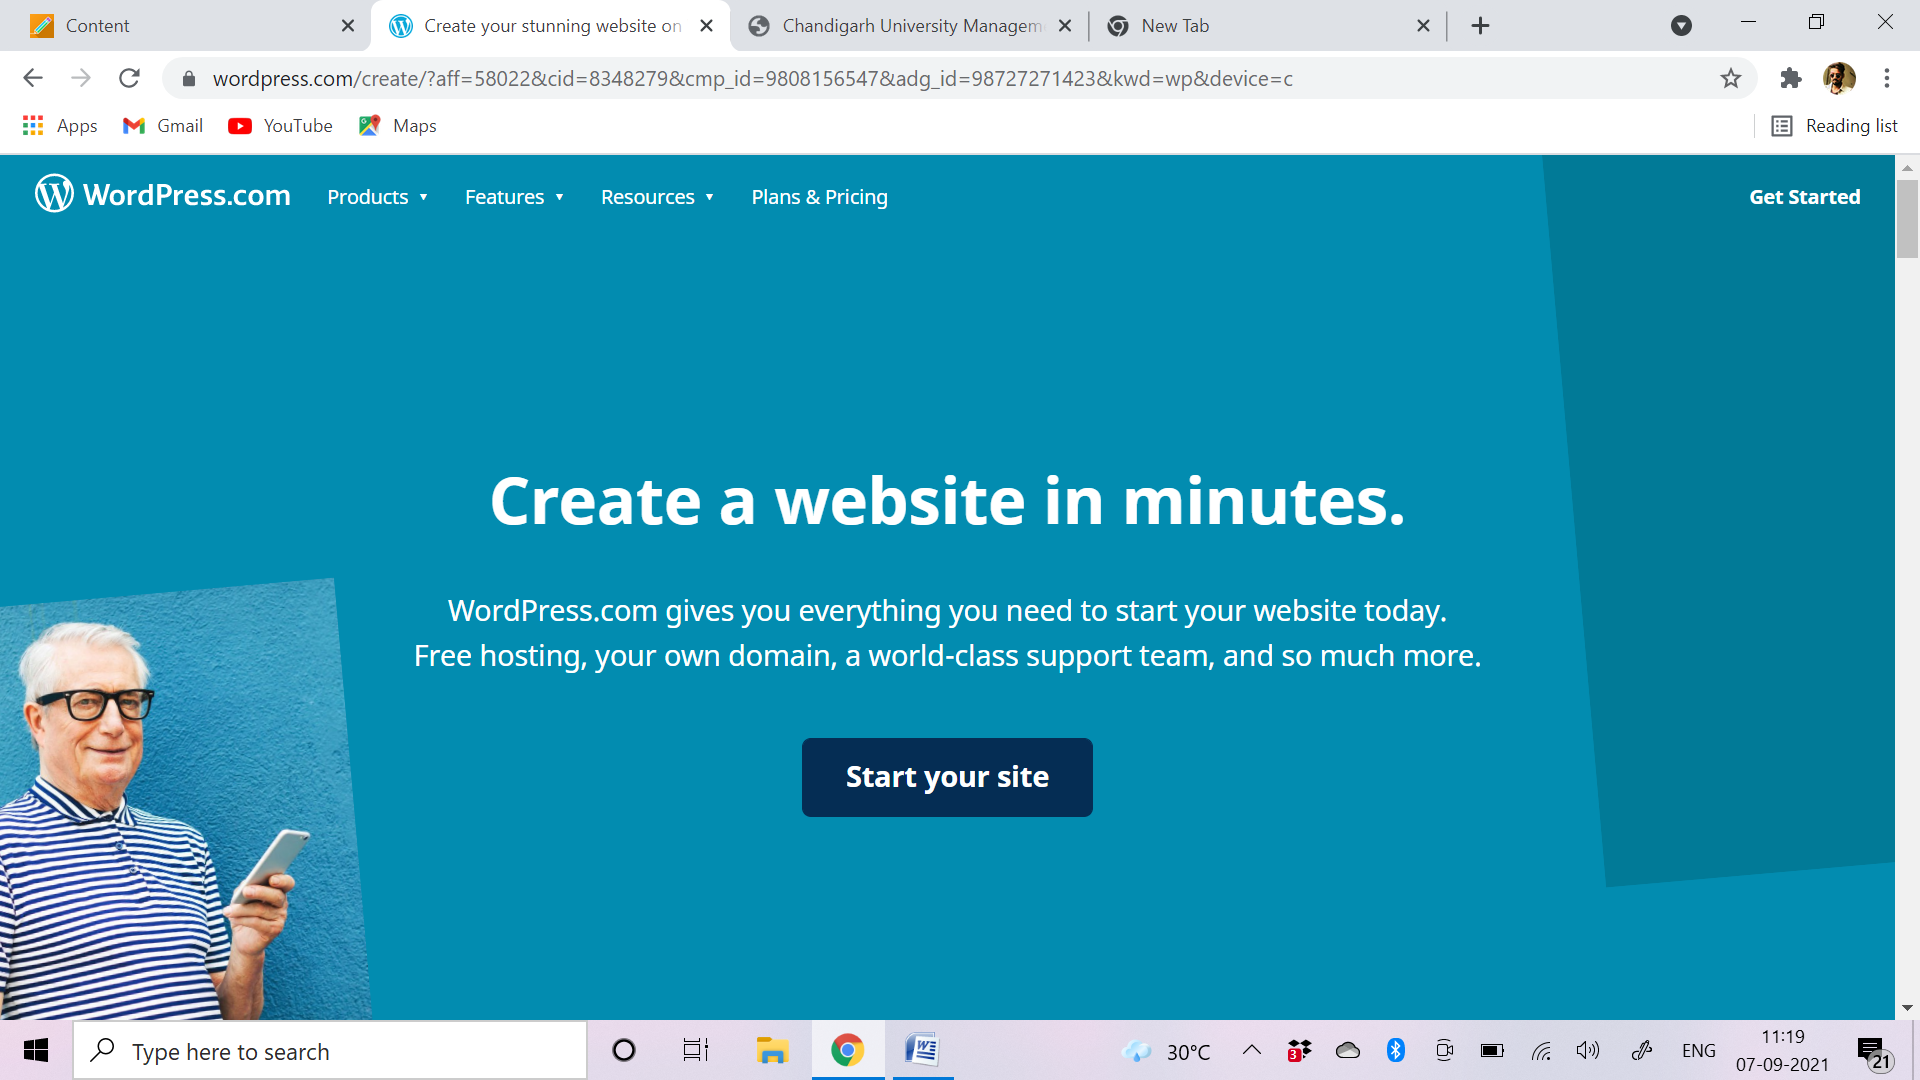 Content
Create your stunning website on
Chandigarh University Managem
New Tab
wordpress.com/create/?aff=58022&cid=8348279&cmp_id=9808156547&adg_id=98727271423&kwd=wp&device=c
Apps
Gmail
YouTube
Maps
Reading list
WordPress.com
Products
Features
Resources
Plans & Pricing
Get Started
Create a website in minutes.
WordPress.com gives you everything you need to start your website today.
Free hosting, your own domain, a world-class support team, and so much more.
Start your site
Type here to search
30°C
3
ENG
11:19
07-09-2021
21